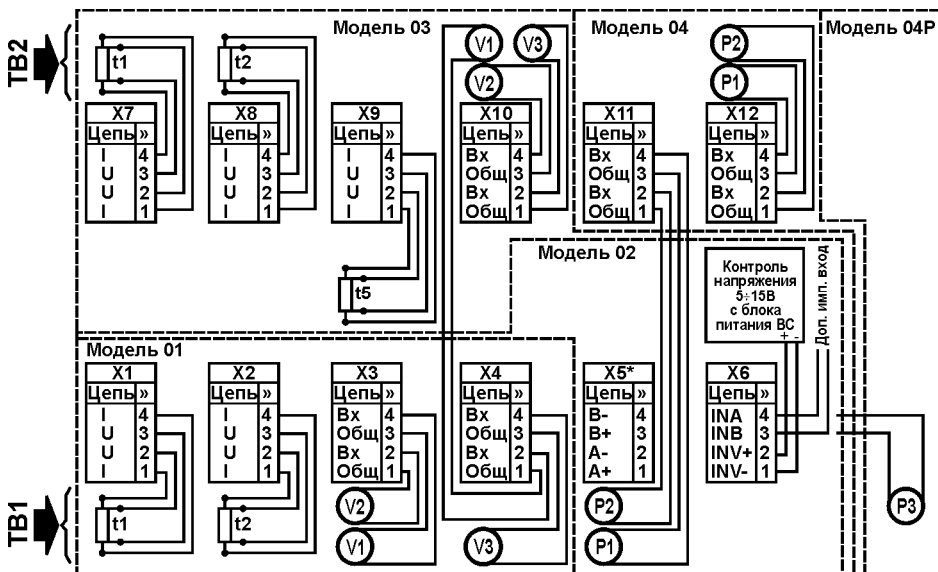 Модель 03
Модель 04
Модель 04Р
ТВ2
t1
t2
V1
V3
V2
P2
P1
X7
Цепь »
I 4
U 3
U 2
I 1
X8
Цепь »
I 4
U 3
U 2
I 1
X9
Цепь »
I 4
U 3
U 2
I 1
X10
Цепь »
Вх 4
Общ 3
Вх 2
Общ 1
X11
Цепь »
Вх 4
Общ 3
Вх 2
Общ 1
X12
Цепь »
Вх 4
Общ 3
Вх 2
Общ 1
t5
Модель 02
Контроль
напряжения
5÷15В
с блока
питания ВС
+ -
Доп. имп. вход
Модель 01
X1
Цепь »
I 4
U 3
U 2
I 1
X2
Цепь »
I 4
U 3
U 2
I 1
X3
Цепь »
Вх 4
Общ 3
Вх 2
Общ 1
X4
Цепь »
Вх 4
Общ 3
Вх 2
Общ 1
X5*
Цепь »
B- 4
B+ 3
A- 2
A+ 1
X6
Цепь »
INA 4
INB 3
INV+ 2
INV- 1
ТВ1
t1
t2
V2
V1
V3
P2
P1
P3